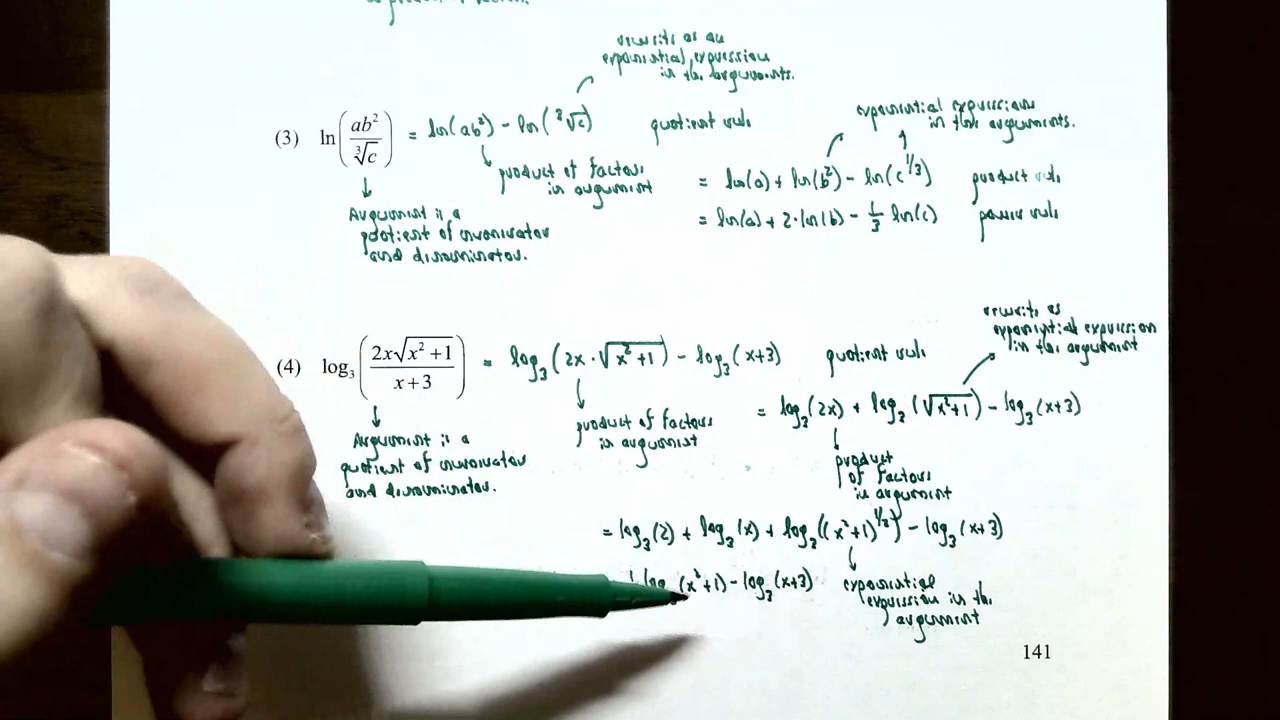 rewrite as an
exponential expression
in the arguments.
(3) ln(ab²/∛c) = ln(ab²) − ln(∛c) quotient rule
exponential expressions
in the arguments.
product of factors
in argument
= ln(a) + ln(b²) − ln(c^(1/3)) product rule
= ln(a) + 2·ln(b) − 1/3 ln(c) power rule
Argument is a
quotient of numerator
and denominator.
rewrite as
exponential expression
in the argument
(4) log₃(2x√(x²+1)/(x+3)) = log₃(2x·√(x²+1)) − log₃(x+3) quotient rule
product of factors
in argument
= log₃(2x) + log₃(√(x²+1)) − log₃(x+3)
Argument is a
quotient of numerator
and denominator.
product
of factors
in argument
= log₃(2) + log₃(x) + log₃((x²+1)^(1/2)) − log₃(x+3)
(x²+1) − log₃(x+3)
exponential
expression in the
argument
141